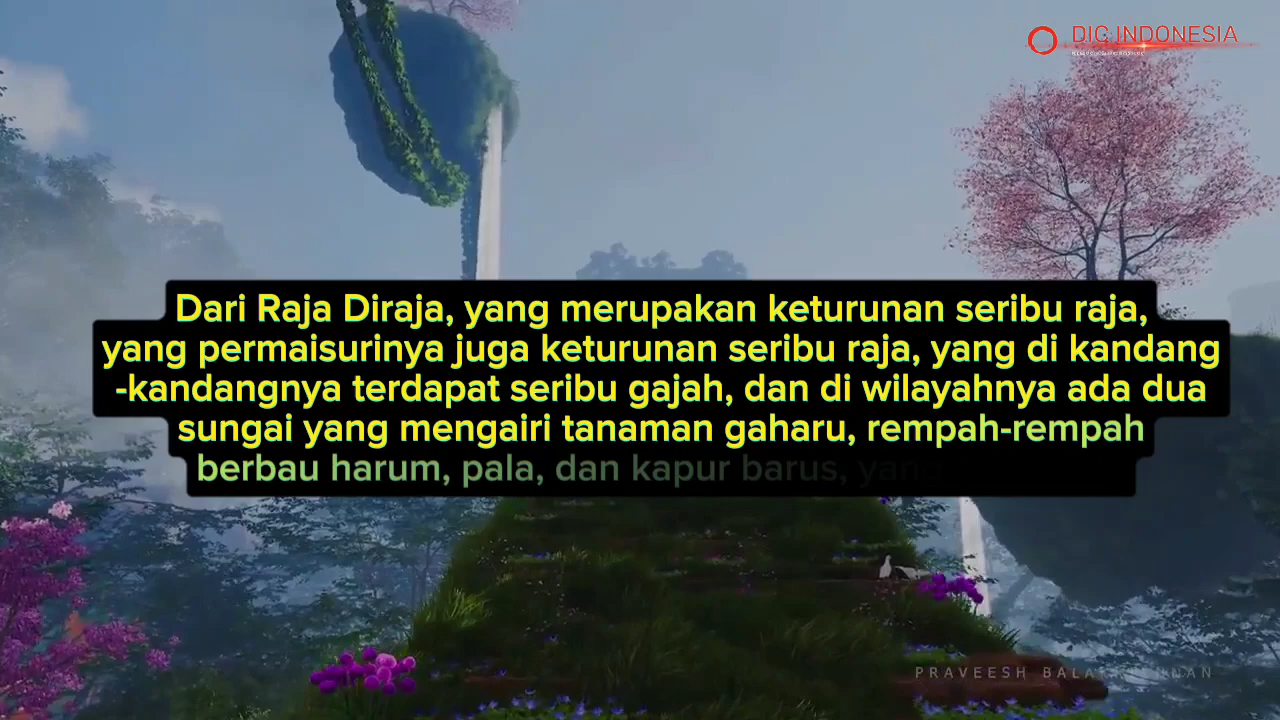 DIG INDONESIA
Dari Raja Diraja, yang merupakan keturunan seribu raja,
yang permaisurinya juga keturunan seribu raja, yang di kandang
-kandangnya terdapat seribu gajah, dan di wilayahnya ada dua
sungai yang mengairi tanaman gaharu, rempah-rempah
berbau harum, pala, dan kapur barus, yang
PRAVEESH